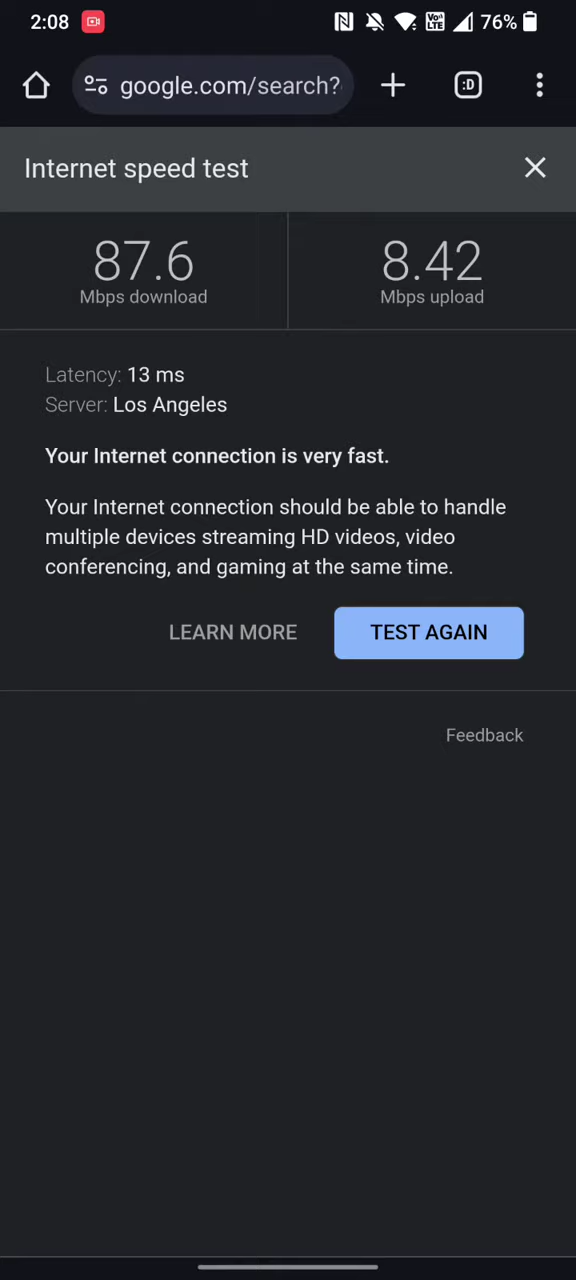 2:08 Vo) LTE 76%
google.com/search? :D
Internet speed test
87.6 8.42
Mbps download Mbps upload
Latency: 13 ms
Server: Los Angeles
Your Internet connection is very fast.
Your Internet connection should be able to handle
multiple devices streaming HD videos, video
conferencing, and gaming at the same time.
LEARN MORE TEST AGAIN
Feedback